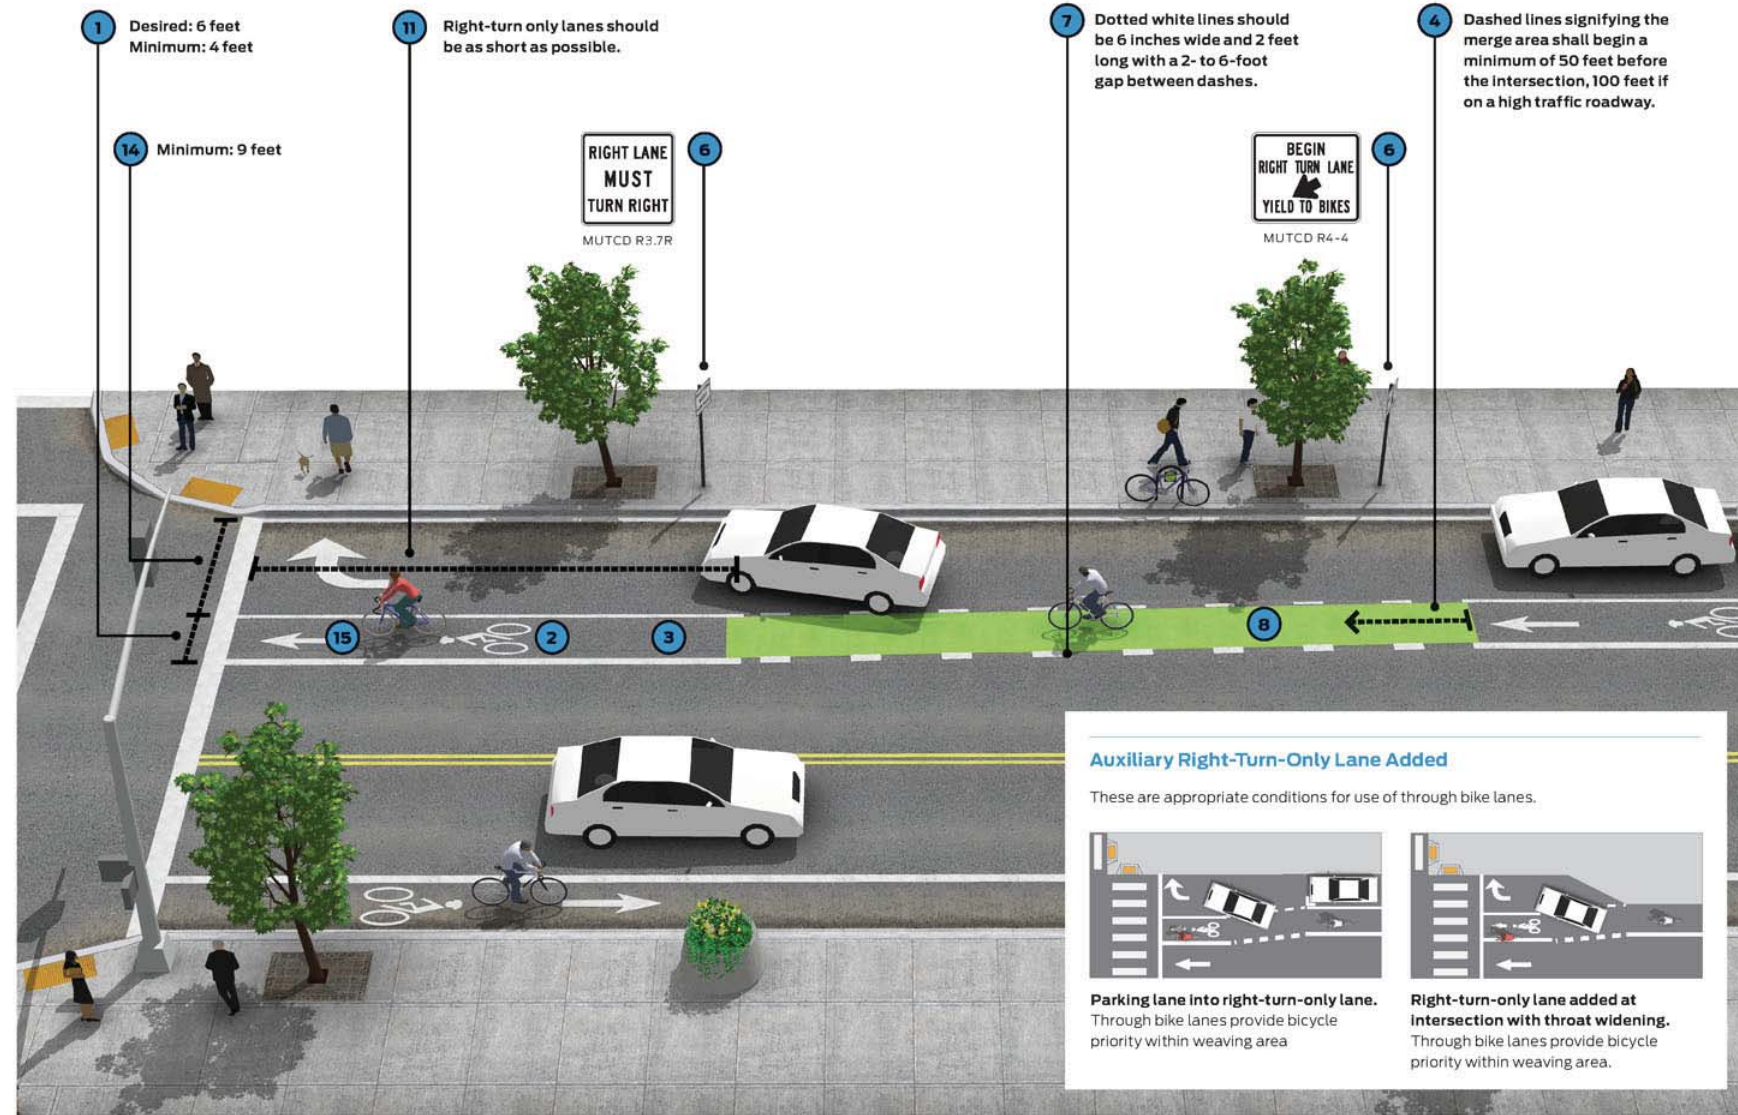 1
Desired: 6 feet
Minimum: 4 feet
11
Right-turn only lanes should
be as short as possible.
7
Dotted white lines should
be 6 inches wide and 2 feet
long with a 2- to 6-foot
gap between dashes.
4
Dashed lines signifying the
merge area shall begin a
minimum of 50 feet before
the intersection, 100 feet if
on a high traffic roadway.
14
Minimum: 9 feet
RIGHT LANE
MUST
TURN RIGHT
MUTCD R3.7R
6
BEGIN
RIGHT TURN LANE
YIELD TO BIKES
MUTCD R4-4
6
15
2
3
8
Auxiliary Right-Turn-Only Lane Added
These are appropriate conditions for use of through bike lanes.
Parking lane into right-turn-only lane.
Through bike lanes provide bicycle
priority within weaving area
Right-turn-only lane added at
intersection with throat widening.
Through bike lanes provide bicycle
priority within weaving area.